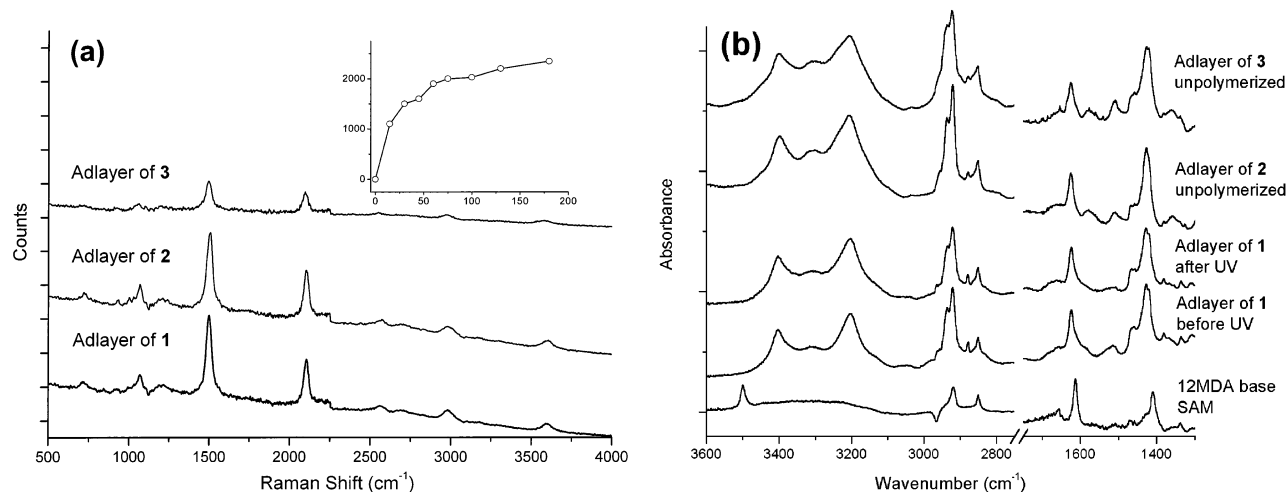 (a)
2000
1000
0
0
50
100
150
200
Adlayer of 3
Adlayer of 2
Adlayer of 1
Counts
500
1000
1500
2000
2500
3000
3500
4000
Raman Shift (cm-1)
(b)
Adlayer of 3
unpolymerized
Adlayer of 2
unpolymerized
Adlayer of 1
after UV
Adlayer of 1
before UV
12MDA base
SAM
Absorbance
3600
3400
3200
3000
2800
1600
1400
Wavenumber (cm-1)